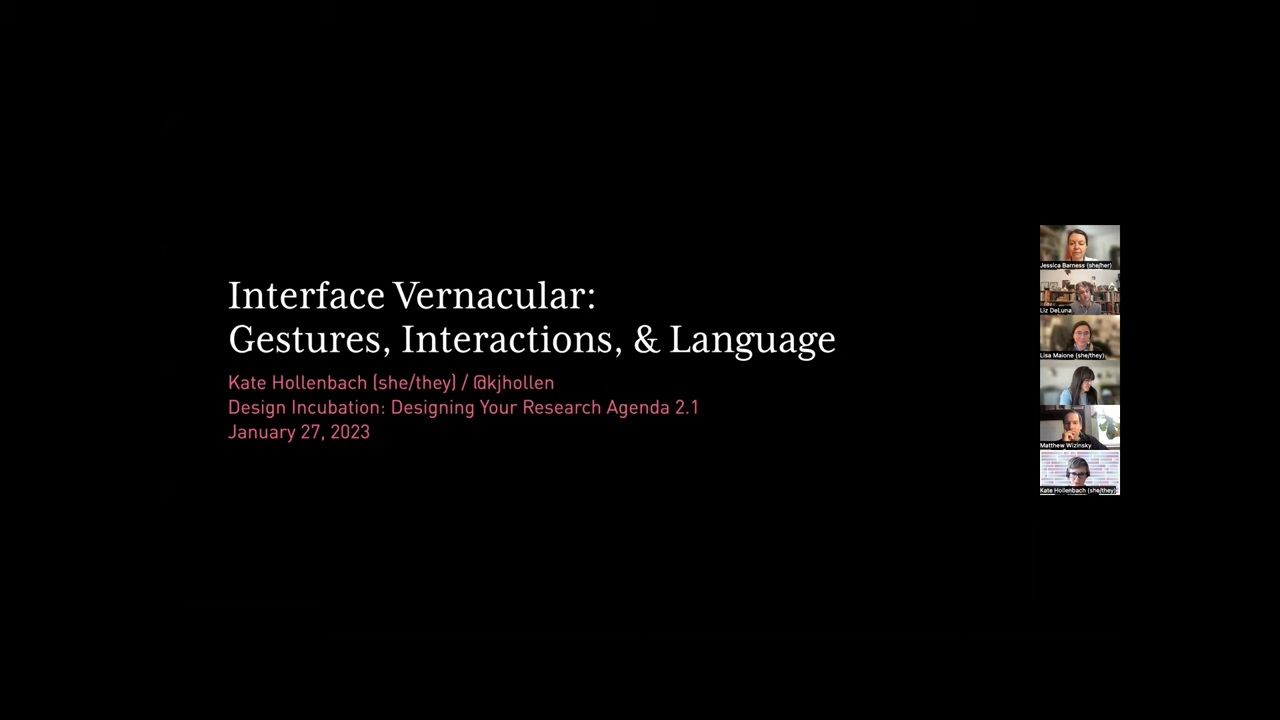 Interface Vernacular:
Gestures, Interactions, & Language
Kate Hollenbach (she/they) / @kjhollen
Design Incubation: Designing Your Research Agenda 2.1
January 27, 2023
Jessica Barness (she/her)
Liz DeLuna
Lisa Maione (she/they)
Matthew Wizinsky
Kate Hollenbach (she/they)